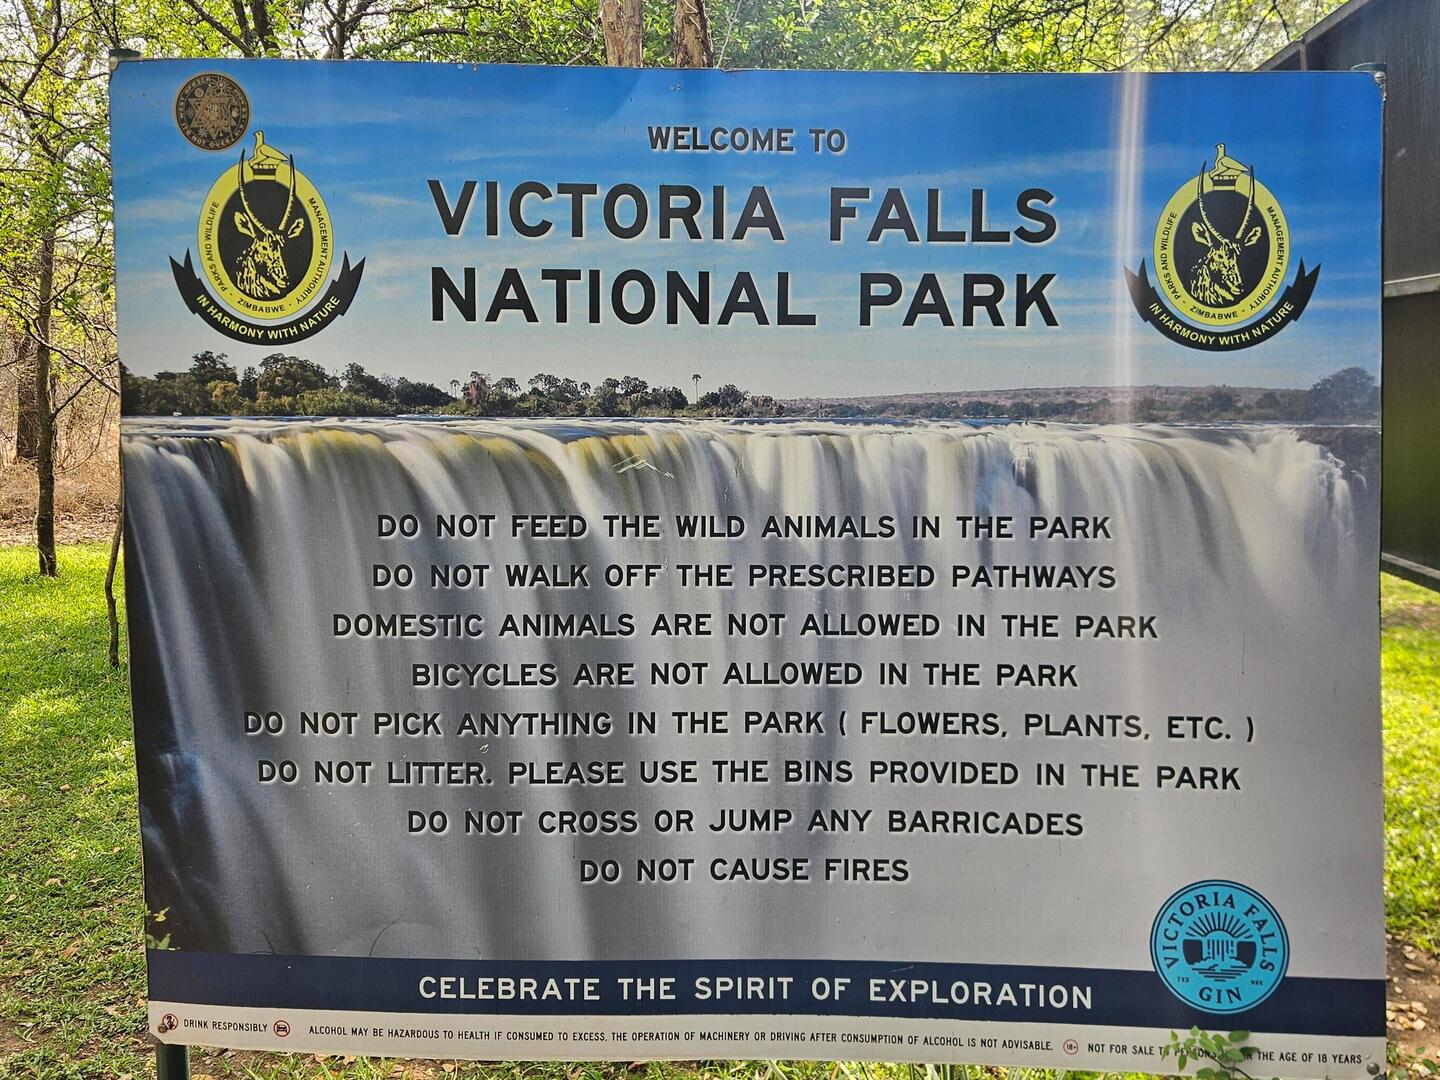 WELCOME TO
VICTORIA FALLS
NATIONAL PARK
PARKS AND WILDLIFE MANAGEMENT AUTHORITY
- ZIMBABWE -
IN HARMONY WITH NATURE
PARKS AND WILDLIFE MANAGEMENT AUTHORITY
- ZIMBABWE -
IN HARMONY WITH NATURE
DO NOT FEED THE WILD ANIMALS IN THE PARK
DO NOT WALK OFF THE PRESCRIBED PATHWAYS
DOMESTIC ANIMALS ARE NOT ALLOWED IN THE PARK
BICYCLES ARE NOT ALLOWED IN THE PARK
DO NOT PICK ANYTHING IN THE PARK ( FLOWERS, PLANTS, ETC. )
DO NOT LITTER. PLEASE USE THE BINS PROVIDED IN THE PARK
DO NOT CROSS OR JUMP ANY BARRICADES
DO NOT CAUSE FIRES
VICTORIA FALLS
GIN
CELEBRATE THE SPIRIT OF EXPLORATION
DRINK RESPONSIBLY ALCOHOL MAY BE HAZARDOUS TO HEALTH IF CONSUMED TO EXCESS, THE OPERATION OF MACHINERY OR DRIVING AFTER CONSUMPTION OF ALCOHOL IS NOT ADVISABLE. 18+ NOT FOR SALE TO PERSONS THE AGE OF 18 YEARS